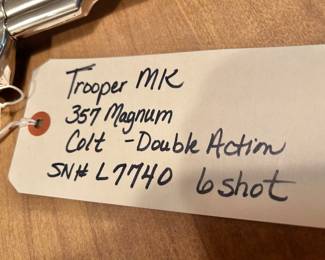 Trooper MK
357 Magnum
Colt - Double Action
SN# L7740 6 shot